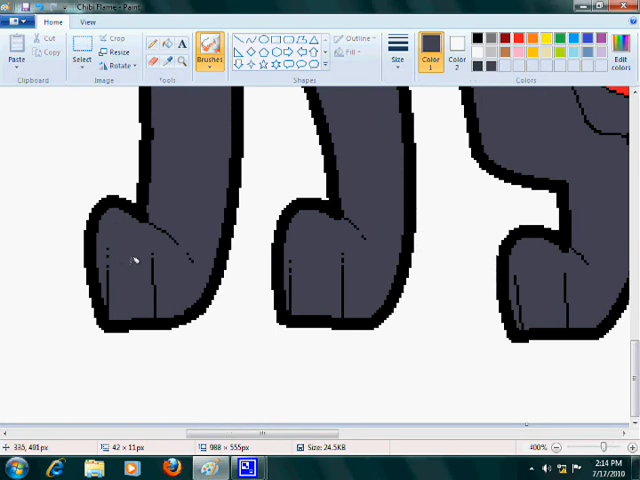 Chibi Flame - Paint
Home View
Paste
Cut
Copy
Select
Crop
Resize
Rotate
A
Brushes
Outline
Fill
Size
Color 1
Color 2
Edit colors
Clipboard Image Tools Shapes Colors
335, 491px 42 × 11px 988 × 555px Size: 24.5KB 400%
2:14 PM
7/17/2010